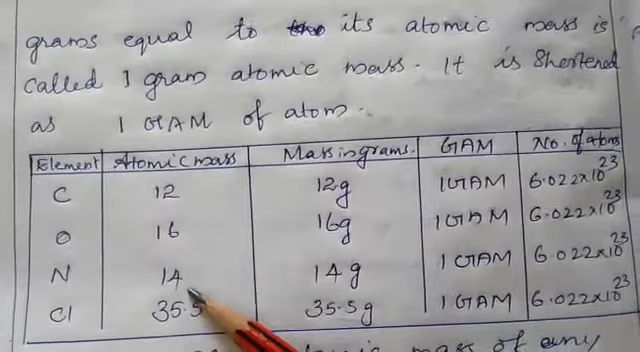 grams equal to its atomic mass is
called 1 gram atomic mass. It is Shortened
as 1 GAM of atom.
Element Atomic mass Mass in grams. GAM No. of atoms
C 12 12g 1GAM 6.022x10^23
O 16 16g 1GAM 6.022x10^23
N 14 14g 1GAM 6.022x10^23
Cl 35.5 35.5g 1GAM 6.022x10^23
mass of any